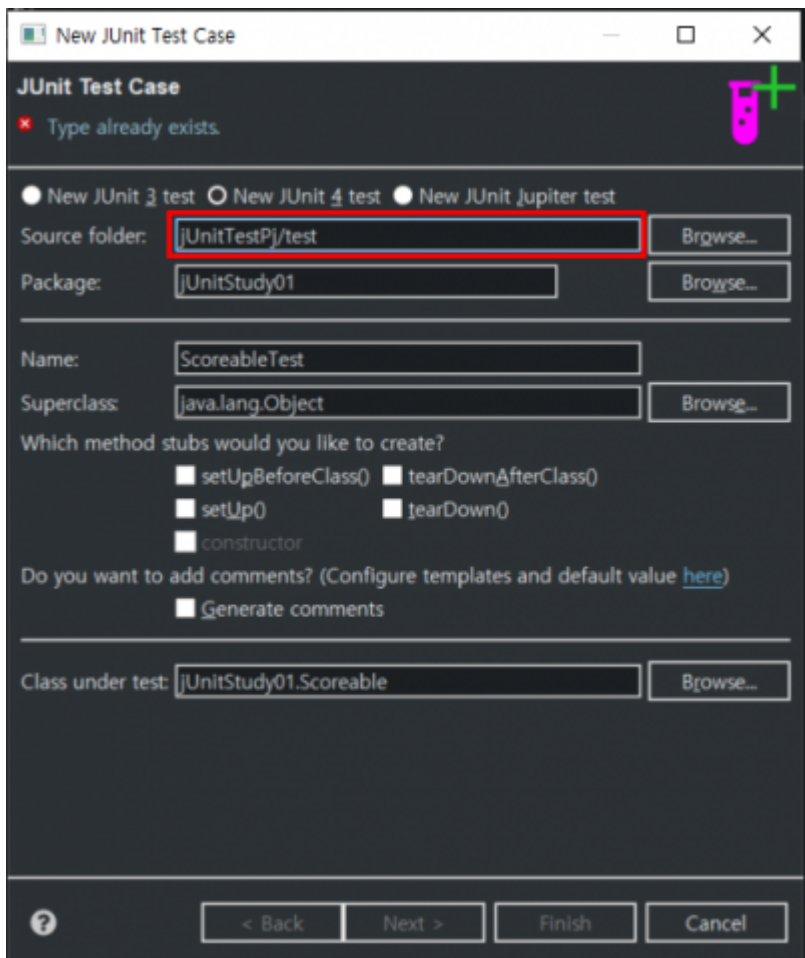 New JUnit Test Case
JUnit Test Case
Type already exists.
New JUnit 3 test New JUnit 4 test New JUnit Jupiter test
Source folder: jUnitTestPj/test Browse...
Package: jUnitStudy01 Browse...
Name: ScoreableTest
Superclass: java.lang.Object Browse...
Which method stubs would you like to create?
setUpBeforeClass() tearDownAfterClass()
setUp() tearDown()
constructor
Do you want to add comments? (Configure templates and default value here)
Generate comments
Class under test: jUnitStudy01.Scoreable Browse...
? < Back Next > Finish Cancel